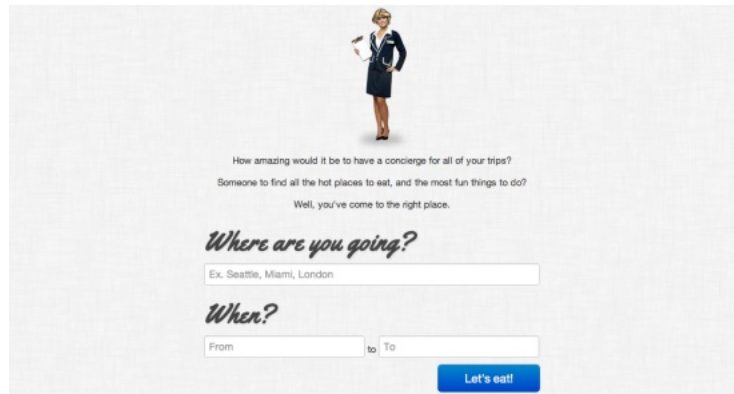 How amazing would it be to have a concierge for all of your trips?
Someone to find all the hot places to eat, and the most fun things to do?
Well, you've come to the right place.
Where are you going?
Ex. Seattle, Miami, London
When?
From to To
Let's eat!